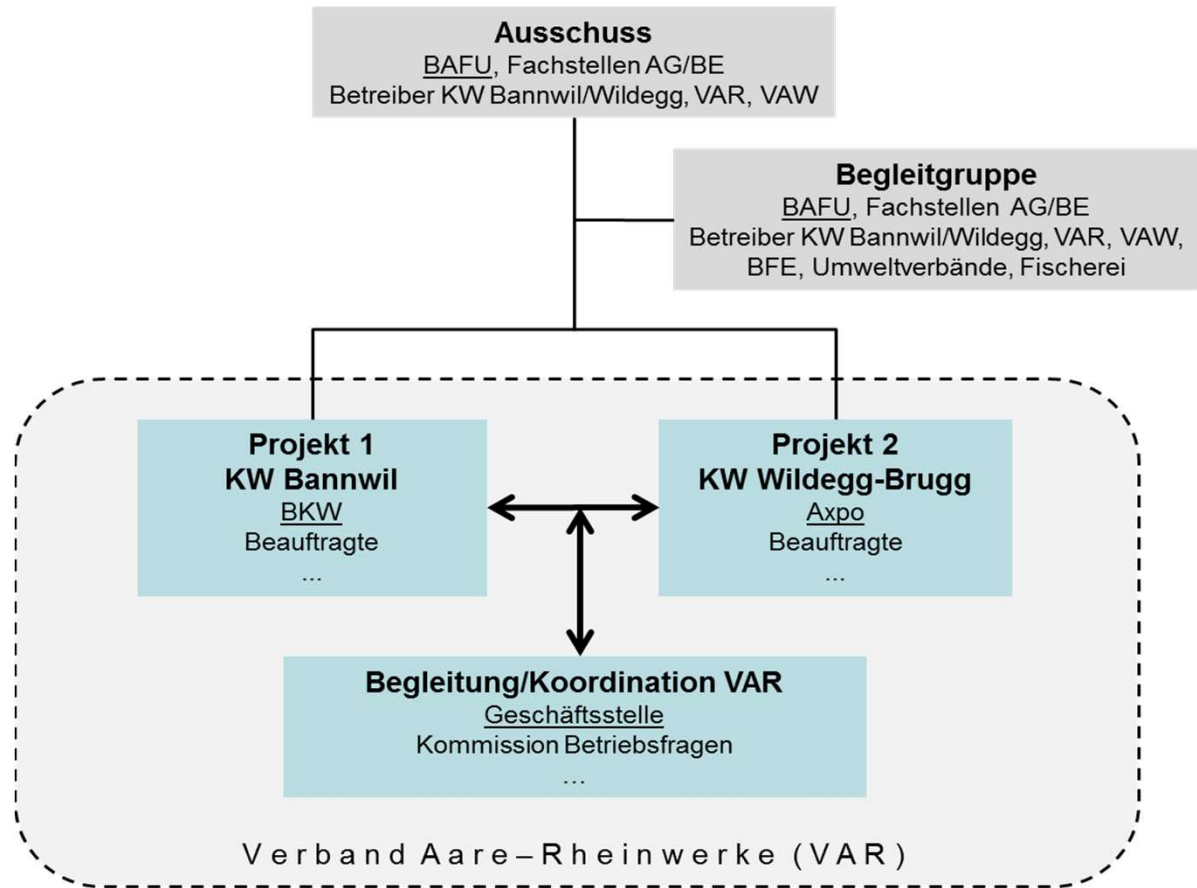 Ausschuss
BAFU, Fachstellen AG/BE
Betreiber KW Bannwil/Wildegg, VAR, VAW
Begleitgruppe
BAFU, Fachstellen AG/BE
Betreiber KW Bannwil/Wildegg, VAR, VAW,
BFE, Umweltverbände, Fischerei
Projekt 1
KW Bannwil
BKW
Beauftragte
...
Projekt 2
KW Wildegg-Brugg
Axpo
Beauftragte
...
Begleitung/Koordination VAR
Geschäftsstelle
Kommission Betriebsfragen
...
Verband Aare–Rheinwerke (VAR)